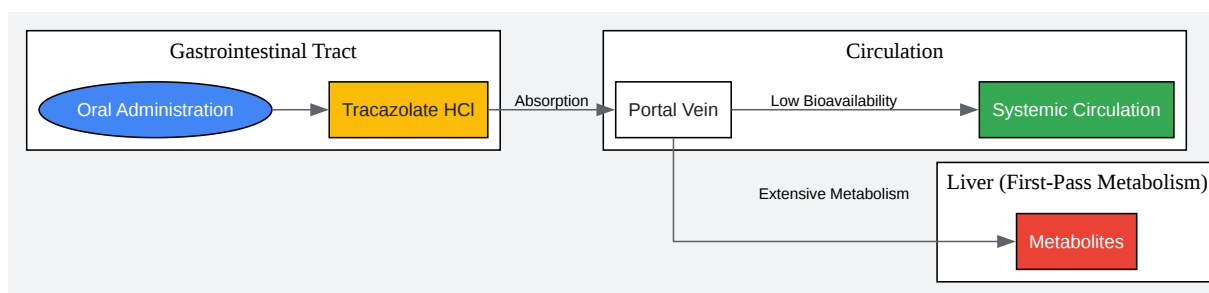 Gastrointestinal Tract
Oral Administration
Tracazolate HCl
Absorption
Circulation
Portal Vein
Low Bioavailability
Systemic Circulation
Extensive Metabolism
Liver (First-Pass Metabolism)
Metabolites